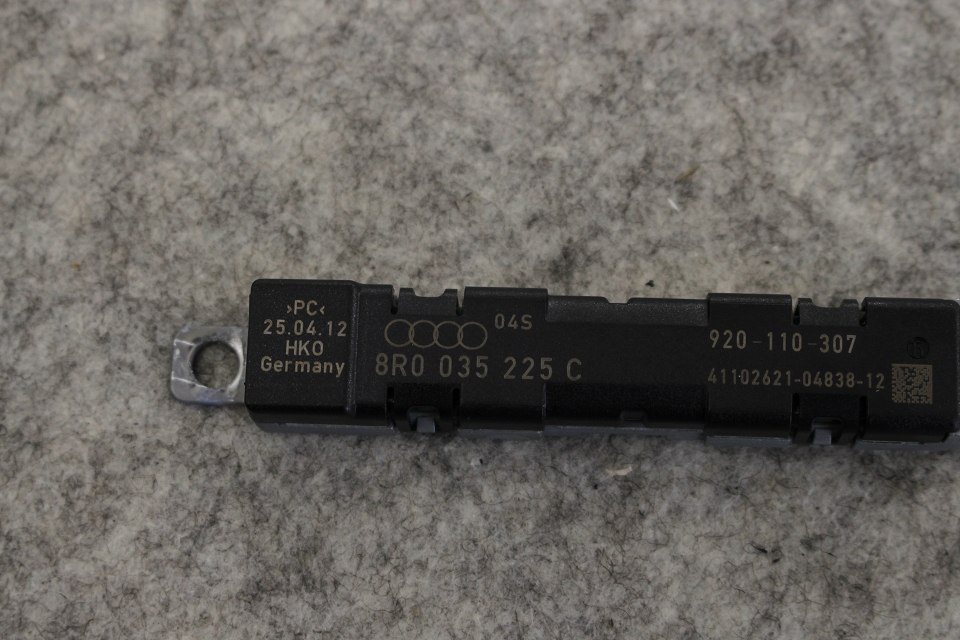 ›PC‹
25.04.12
HKO
Germany
04S
8R0 035 225 C
920-110-307
41102621-04838-12